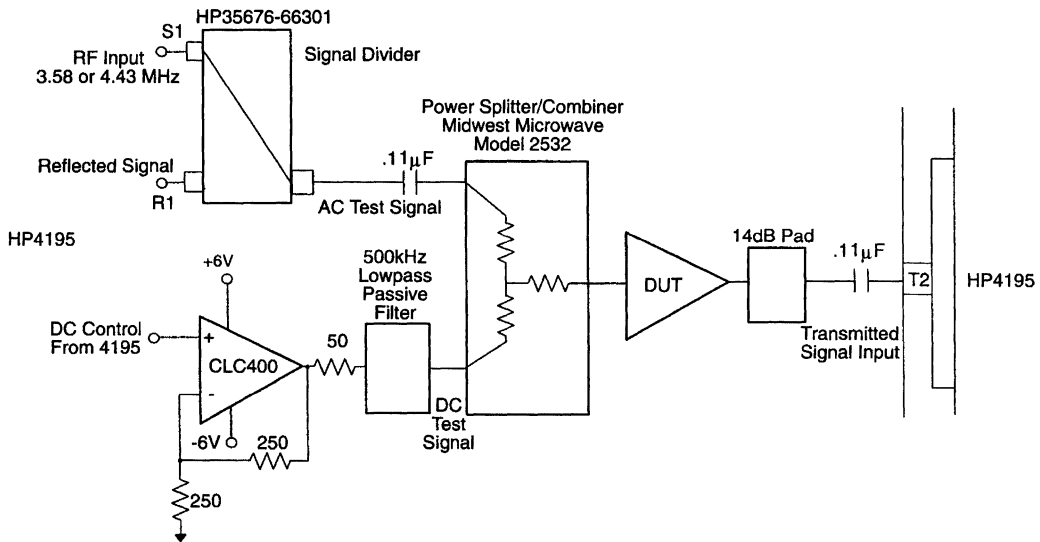 HP35676-66301
S1
RF Input
3.58 or 4.43 MHz
Signal Divider
Power Splitter/Combiner
Midwest Microwave
Model 2532
Reflected Signal
R1
.11µF
AC Test Signal
HP4195
500kHz
Lowpass
Passive
Filter
14dB Pad
.11µF
+6V
DUT
T2
HP4195
DC Control
From 4195
+
CLC400
-
50
Transmitted
Signal Input
DC
Test
Signal
-6V
250
250